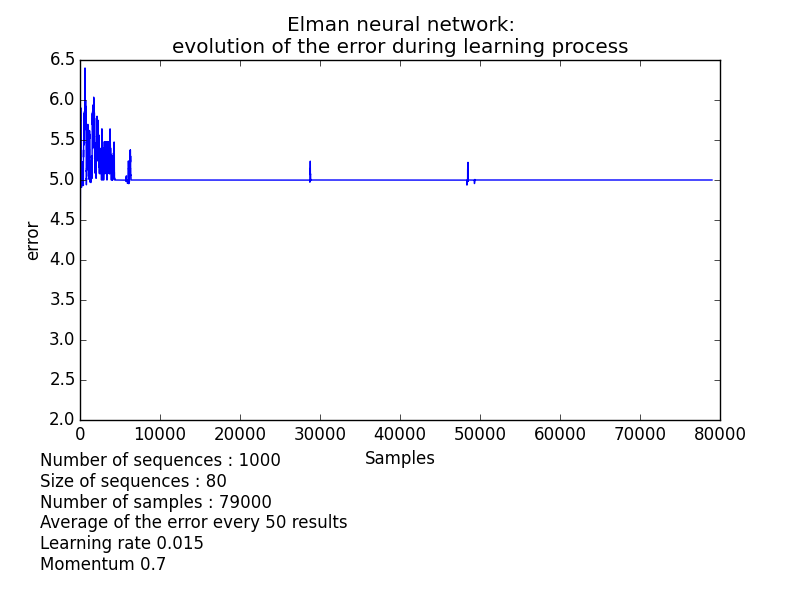 Elman neural network:
evolution of the error during learning process
6.5
6.0
5.5
5.0
4.5
4.0
3.5
3.0
2.5
2.0
error
0 10000 20000 30000 40000 50000 60000 70000 80000
Samples
Number of sequences : 1000
Size of sequences : 80
Number of samples : 79000
Average of the error every 50 results
Learning rate 0.015
Momentum 0.7